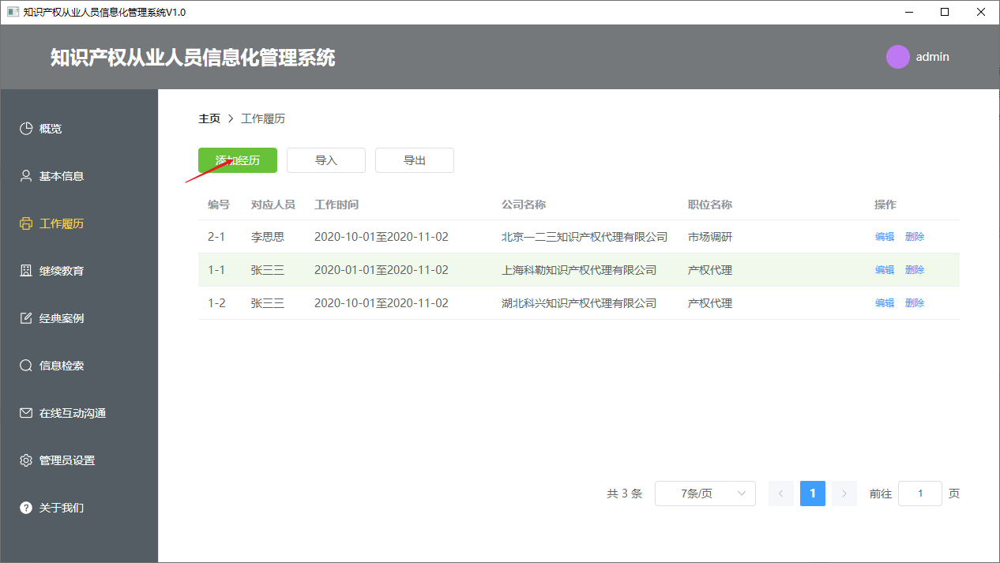 知识产权从业人员信息化管理系统V1.0
知识产权从业人员信息化管理系统
admin
概览
基本信息
工作履历
继续教育
经典案例
信息检索
在线互动沟通
管理员设置
关于我们
主页 > 工作履历
添加经历 导入 导出
编号 对应人员 工作时间 公司名称 职位名称 操作
2-1 李思思 2020-10-01至2020-11-02 北京一二三知识产权代理有限公司 市场调研 编辑 删除
1-1 张三三 2020-01-01至2020-11-02 上海科勒知识产权代理有限公司 产权代理 编辑 删除
1-2 张三三 2020-10-01至2020-11-02 湖北科兴知识产权代理有限公司 产权代理 编辑 删除
共 3 条 7条/页 < 1 > 前往 1 页